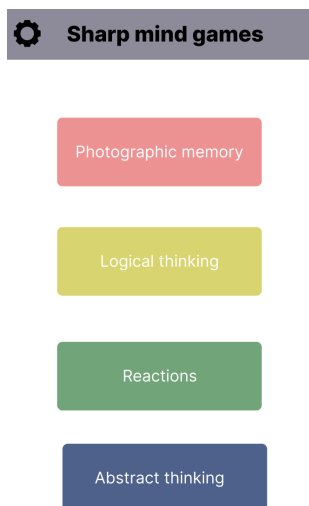 Sharp mind games
Photographic memory
Logical thinking
Reactions
Abstract thinking